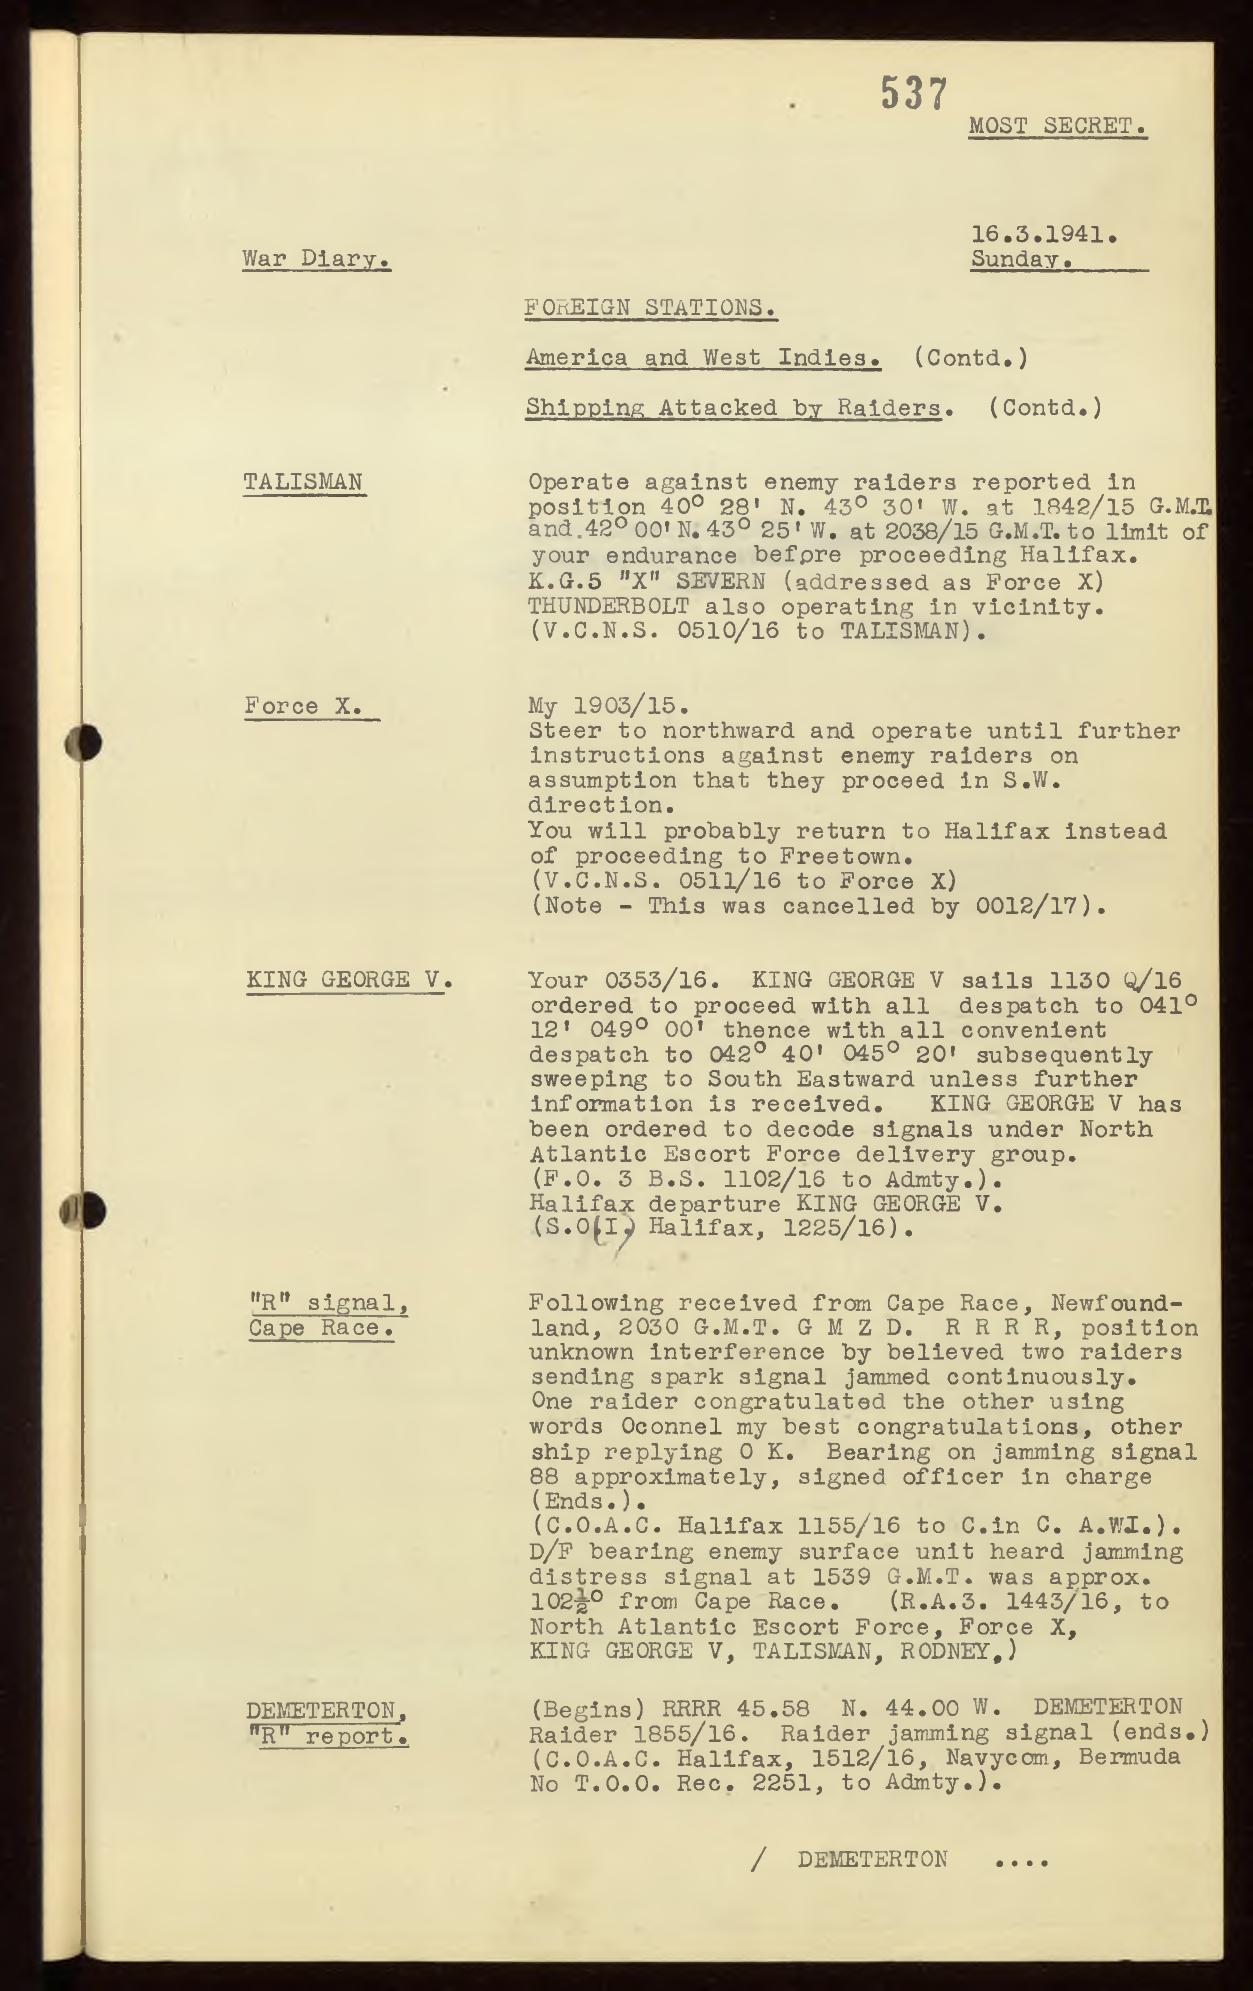 537
MOST SECRET.
16.3.1941.
War Diary.
Sunday.
FOREIGN STATIONS.
America and West Indies. (Contd.)
Shipping Attacked by Raiders. (Contd.)
TALISMAN
Operate against enemy raiders reported in
position 40° 28' N. 43° 30' W. at 1842/15 G.M.T.
and.42° 00' N. 43° 25' W. at 2038/15 G.M.T. to limit of
your endurance befpre proceeding Halifax.
K.G.5 "X" SEVERN (addressed as Force X)
THUNDERBOLT also operating in vicinity.
(V.C.N.S. 0510/16 to TALISMAN).
Force X.
My 1903/15.
Steer to northward and operate until further
instructions against enemy raiders on
assumption that they proceed in S.W.
direction.
You will probably return to Halifax instead
of proceeding to Freetown.
(V.C.N.S. 0511/16 to Force X)
(Note - This was cancelled by 0012/17).
KING GEORGE V.
Your 0353/16. KING GEORGE V sails 1130 Q/16
ordered to proceed with all despatch to 041°
12' 049° 00' thence with all convenient
despatch to 042° 40' 045° 20' subsequently
sweeping to South Eastward unless further
information is received. KING GEORGE V has
been ordered to decode signals under North
Atlantic Escort Force delivery group.
(F.O. 3 B.S. 1102/16 to Admty.).
Halifax departure KING GEORGE V.
(S.O.(I.) Halifax, 1225/16).
"R" signal,
Cape Race.
Following received from Cape Race, Newfound-
land, 2030 G.M.T. G M Z D. R R R R, position
unknown interference by believed two raiders
sending spark signal jammed continuously.
One raider congratulated the other using
words Oconnel my best congratulations, other
ship replying O K. Bearing on jamming signal
88 approximately, signed officer in charge
(Ends.).
(C.O.A.C. Halifax 1155/16 to C.in C. A.W.I.).
D/F bearing enemy surface unit heard jamming
distress signal at 1539 G.M.T. was approx.
102½° from Cape Race. (R.A.3. 1443/16, to
North Atlantic Escort Force, Force X,
KING GEORGE V, TALISMAN, RODNEY.)
DEMETERTON,
"R" report.
(Begins) RRRR 45.58 N. 44.00 W. DEMETERTON
Raider 1855/16. Raider jamming signal (ends.)
(C.O.A.C. Halifax, 1512/16, Navycom, Bermuda
No T.O.O. Rec. 2251, to Admty.).
/ DEMETERTON ....